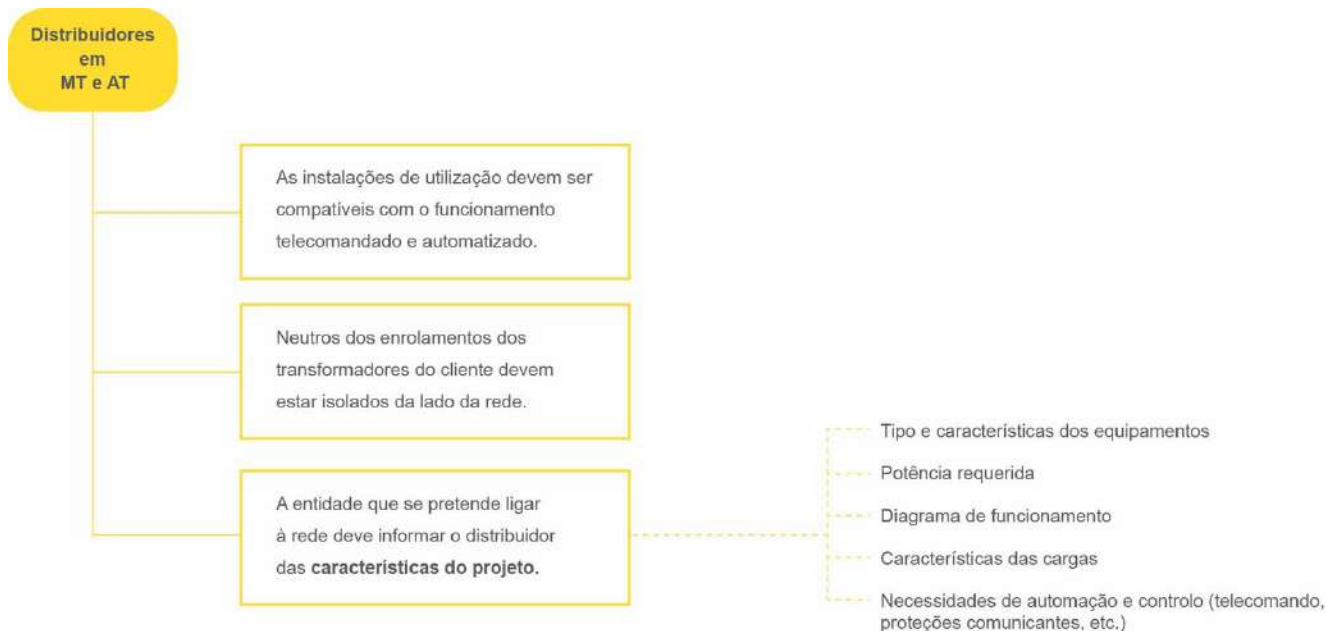 Distribuidores
em
MT e AT
As instalações de utilização devem ser
compatíveis com o funcionamento
telecomandado e automatizado.
Neutros dos enrolamentos dos
transformadores do cliente devem
estar isolados da lado da rede.
A entidade que se pretende ligar
à rede deve informar o distribuidor
das características do projeto.
Tipo e características dos equipamentos
Potência requerida
Diagrama de funcionamento
Características das cargas
Necessidades de automação e controlo (telecomando,
proteções comunicantes, etc.)